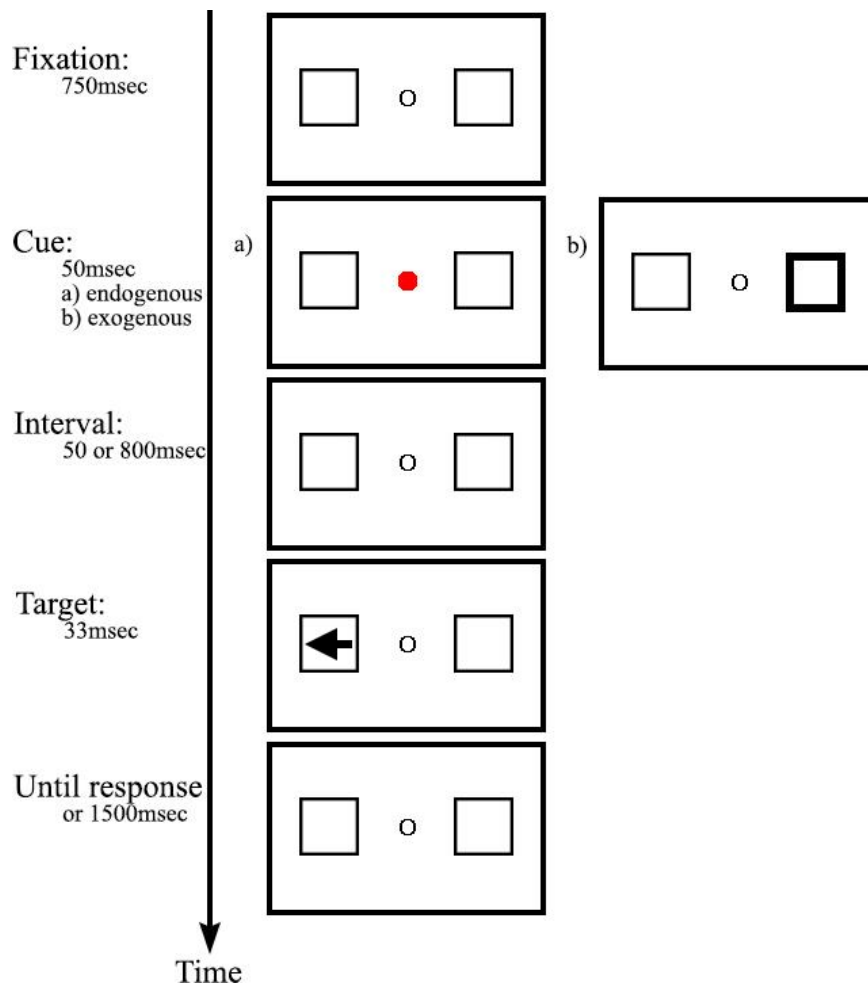 Fixation:
750msec
Cue:
50msec
a) endogenous
b) exogenous
a)
b)
Interval:
50 or 800msec
Target:
33msec
Until response
or 1500msec
Time